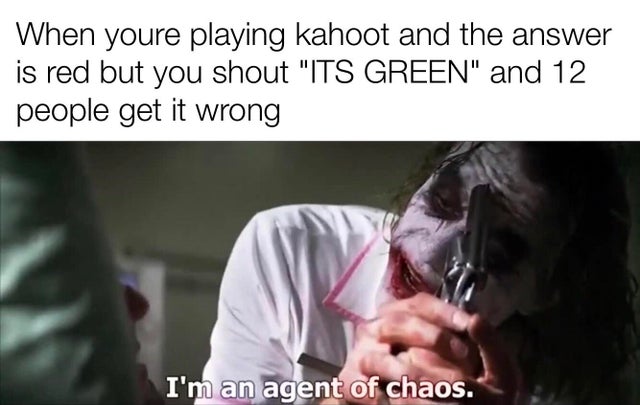 When youre playing kahoot and the answer
is red but you shout "ITS GREEN" and 12
people get it wrong
I'm an agent of chaos.